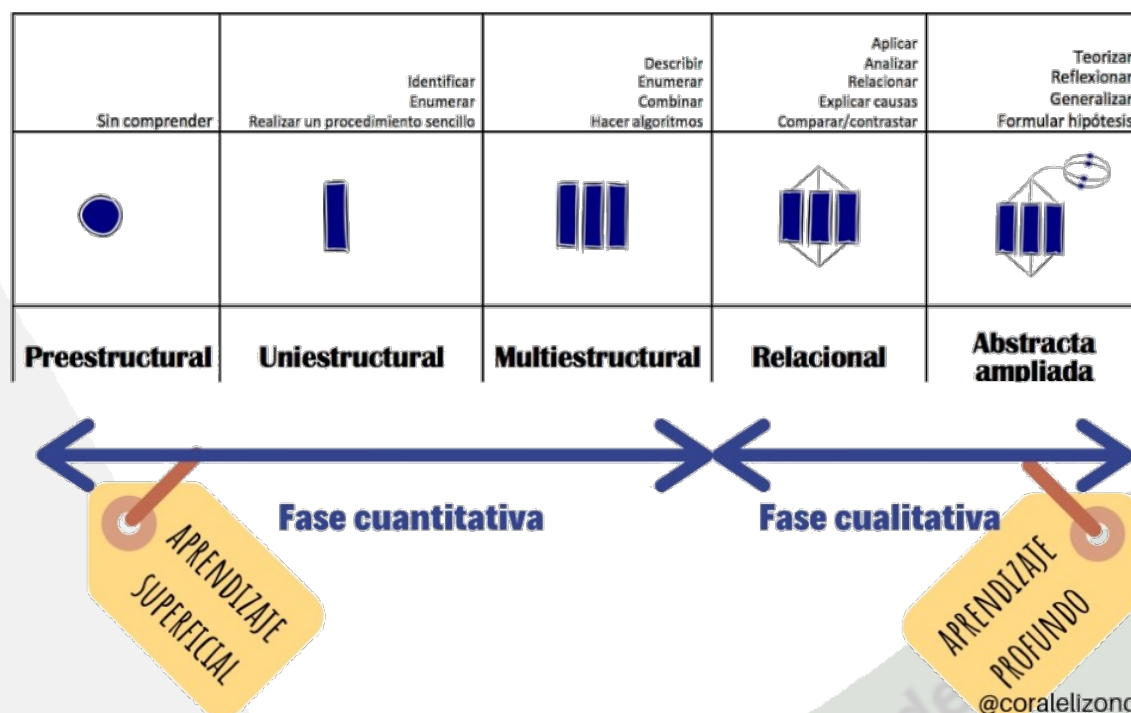 Sin comprender
Identificar
Enumerar
Realizar un procedimiento sencillo
Describir
Enumerar
Combinar
Hacer algoritmos
Aplicar
Analizar
Relacionar
Explicar causas
Comparar/contrastar
Teorizar
Reflexionar
Generalizar
Formular hipótesis
Preestructural
Uniestructural
Multiestructural
Relacional
Abstracta
ampliada
Fase cuantitativa
Fase cualitativa
APRENDIZAJE
SUPERFICIAL
APRENDIZAJE
PROFUNDO
de
@coralelizond